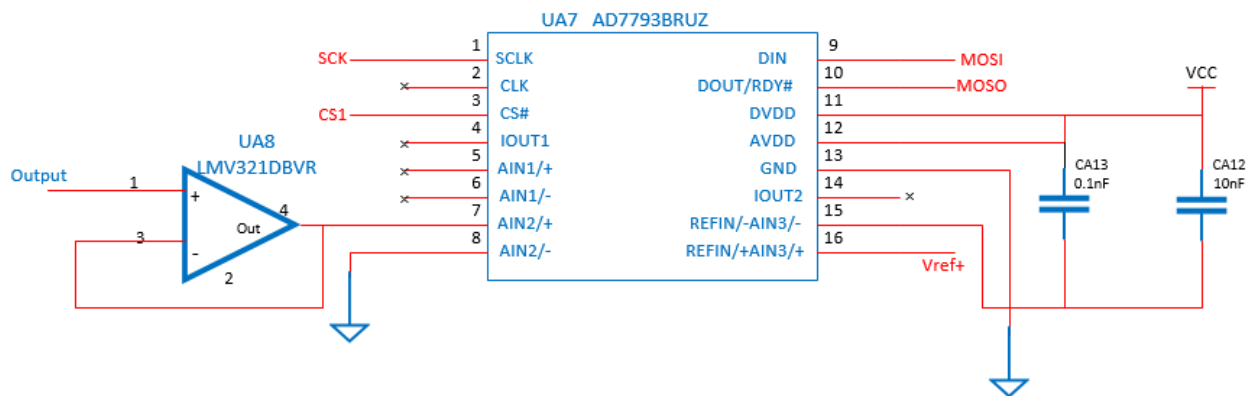 UA7 AD7793BRUZ
1
SCK
SCLK
2
CLK
3
CS1
CS#
4
IOUT1
5
AIN1/+
6
AIN1/-
7
AIN2/+
8
AIN2/-
9
DIN
MOSI
10
DOUT/RDY#
MOSO
11
DVDD
12
AVDD
13
GND
14
IOUT2
15
REFIN/-AIN3/-
16
REFIN/+AIN3/+
Vref+
VCC
CA13
0.1nF
CA12
10nF
UA8
LMV321DBVR
Output
1
+
4
Out
3
-
2